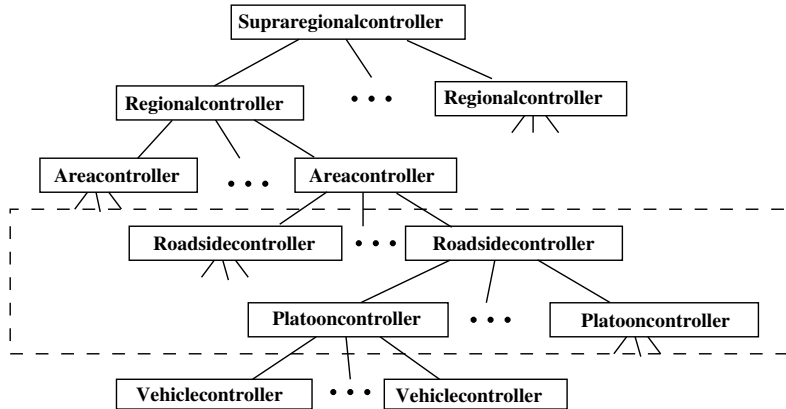 Supraregionalcontroller
Regionalcontroller
Regionalcontroller
Areacontroller
Areacontroller
Roadsidecontroller
Roadsidecontroller
Platooncontroller
Platooncontroller
Vehiclecontroller
Vehiclecontroller